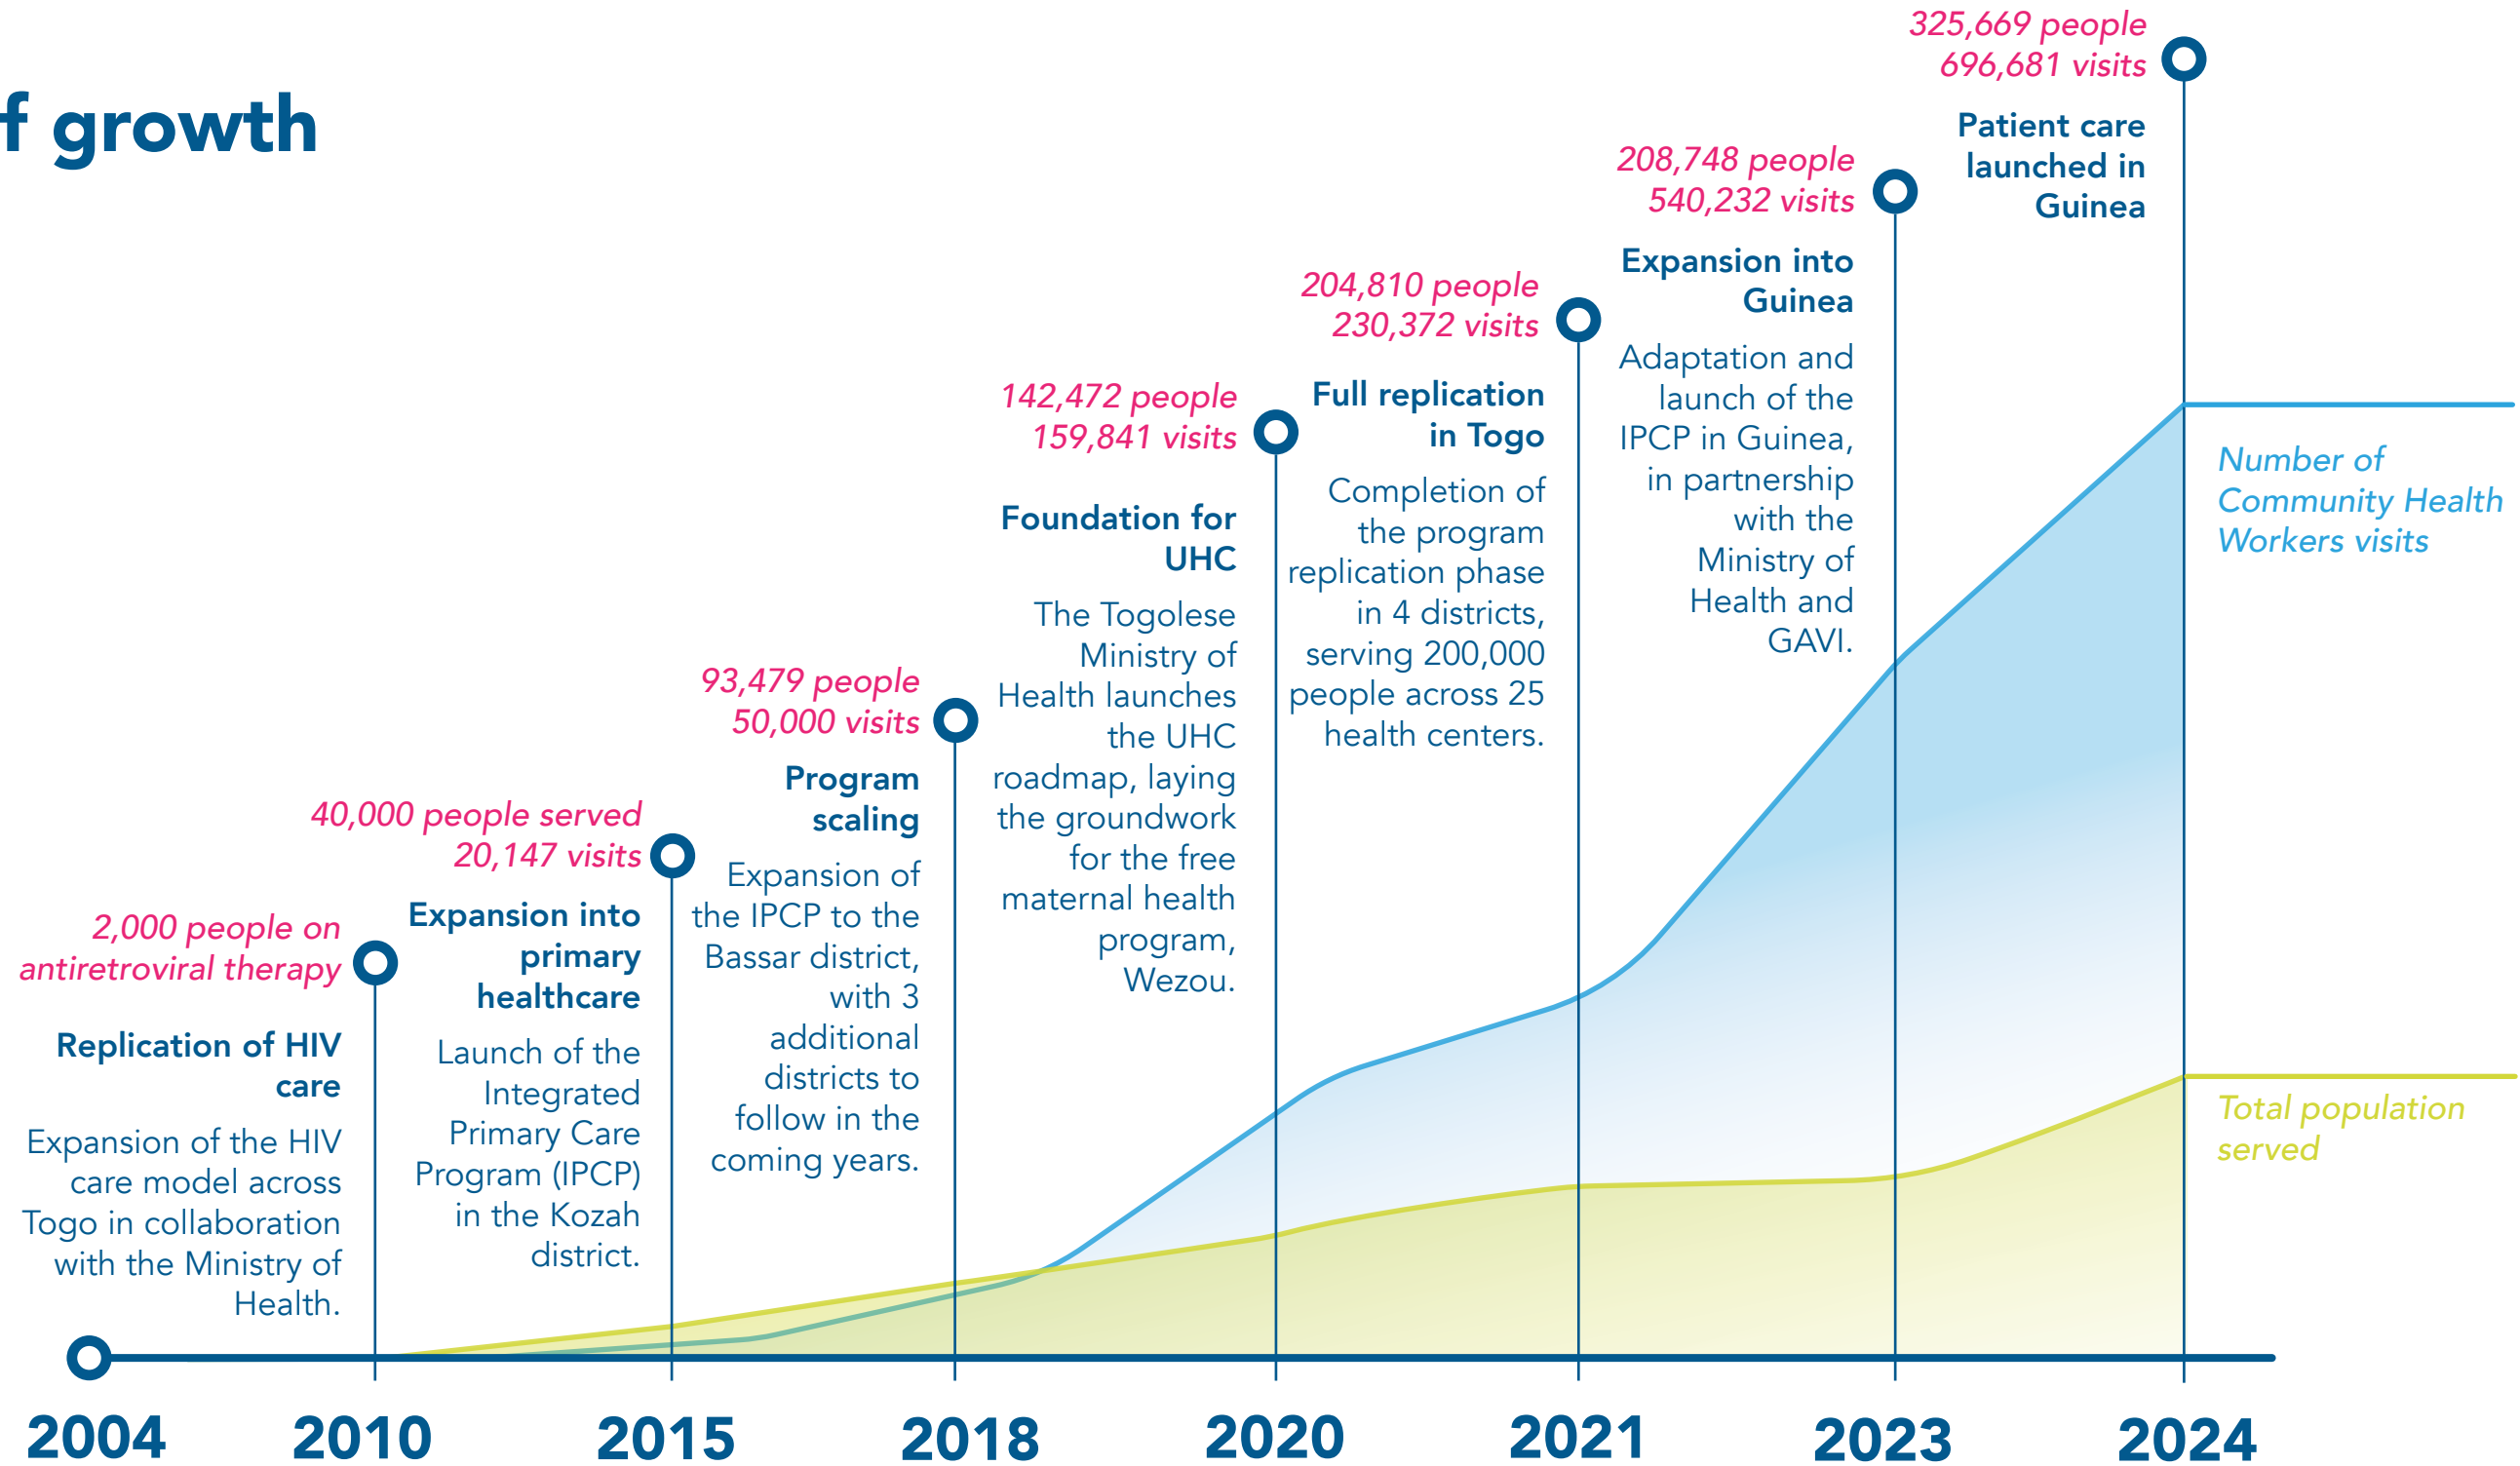 f growth
2,000 people on
antiretroviral therapy
Replication of HIV
care
Expansion of the HIV
care model across
Togo in collaboration
with the Ministry of
Health.
40,000 people served
20,147 visits
Expansion into
primary
healthcare
Launch of the
Integrated
Primary Care
Program (IPCP)
in the Kozah
district.
93,479 people
50,000 visits
Program
scaling
Expansion of
the IPCP to the
Bassar district,
with 3
additional
districts to
follow in the
coming years.
142,472 people
159,841 visits
Foundation for
UHC
The Togolese
Ministry of
Health launches
the UHC
roadmap, laying
the groundwork
for the free
maternal health
program,
Wezou.
204,810 people
230,372 visits
Full replication
in Togo
Completion of
the program
replication phase
in 4 districts,
serving 200,000
people across 25
health centers.
208,748 people
540,232 visits
Expansion into
Guinea
Adaptation and
launch of the
IPCP in Guinea,
in partnership
with the
Ministry of
Health and
GAVI.
325,669 people
696,681 visits
Patient care
launched in
Guinea
Number of
Community Health
Workers visits
Total population
served
2004 2010 2015 2018 2020 2021 2023 2024